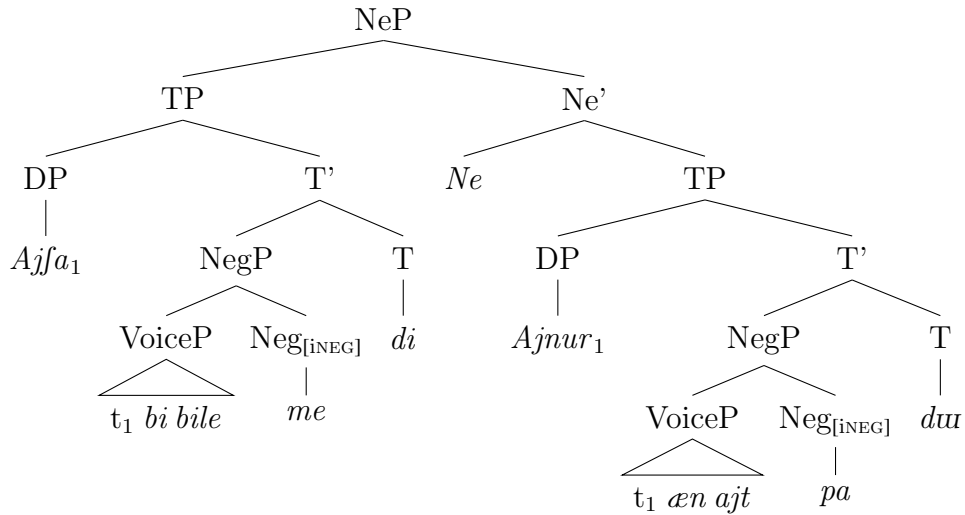 NeP
TP Ne'
DP T' Ne TP
Ajʃa₁ NegP T DP T'
VoiceP Neg[iNEG] di Ajnur₁ NegP T
t₁ bi bile me VoiceP Neg[iNEG] dɯ
t₁ æn ajt pa